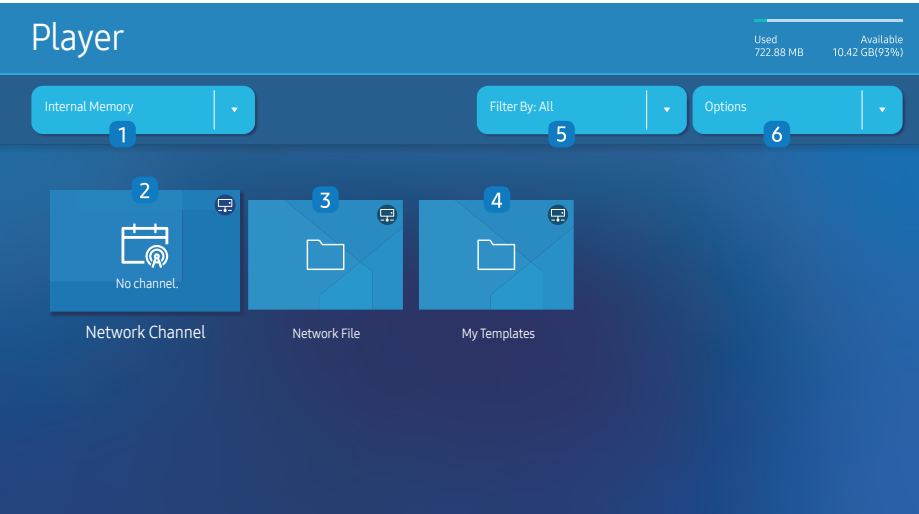 Player
Used
722.88 MB
Available
10.42 GB(93%)
Internal Memory
1
Filter By: All
5
Options
6
2
No channel.
Network Channel
3
Network File
4
My Templates